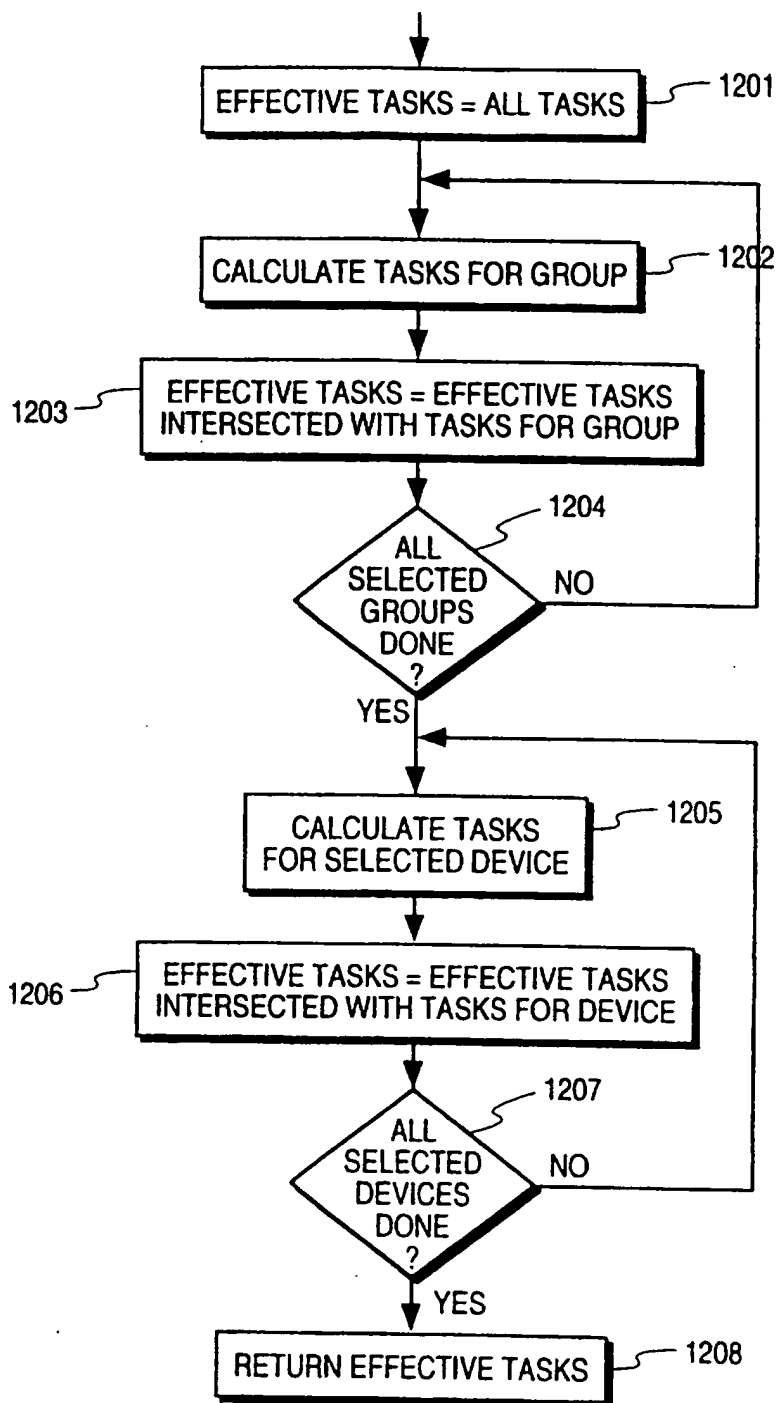 EFFECTIVE TASKS = ALL TASKS
1201
CALCULATE TASKS FOR GROUP
1202
1203
EFFECTIVE TASKS = EFFECTIVE TASKS
INTERSECTED WITH TASKS FOR GROUP
1204
ALL
SELECTED
GROUPS
DONE
?
NO
YES
1205
CALCULATE TASKS
FOR SELECTED DEVICE
1206
EFFECTIVE TASKS = EFFECTIVE TASKS
INTERSECTED WITH TASKS FOR DEVICE
1207
ALL
SELECTED
DEVICES
DONE
?
NO
YES
RETURN EFFECTIVE TASKS
1208